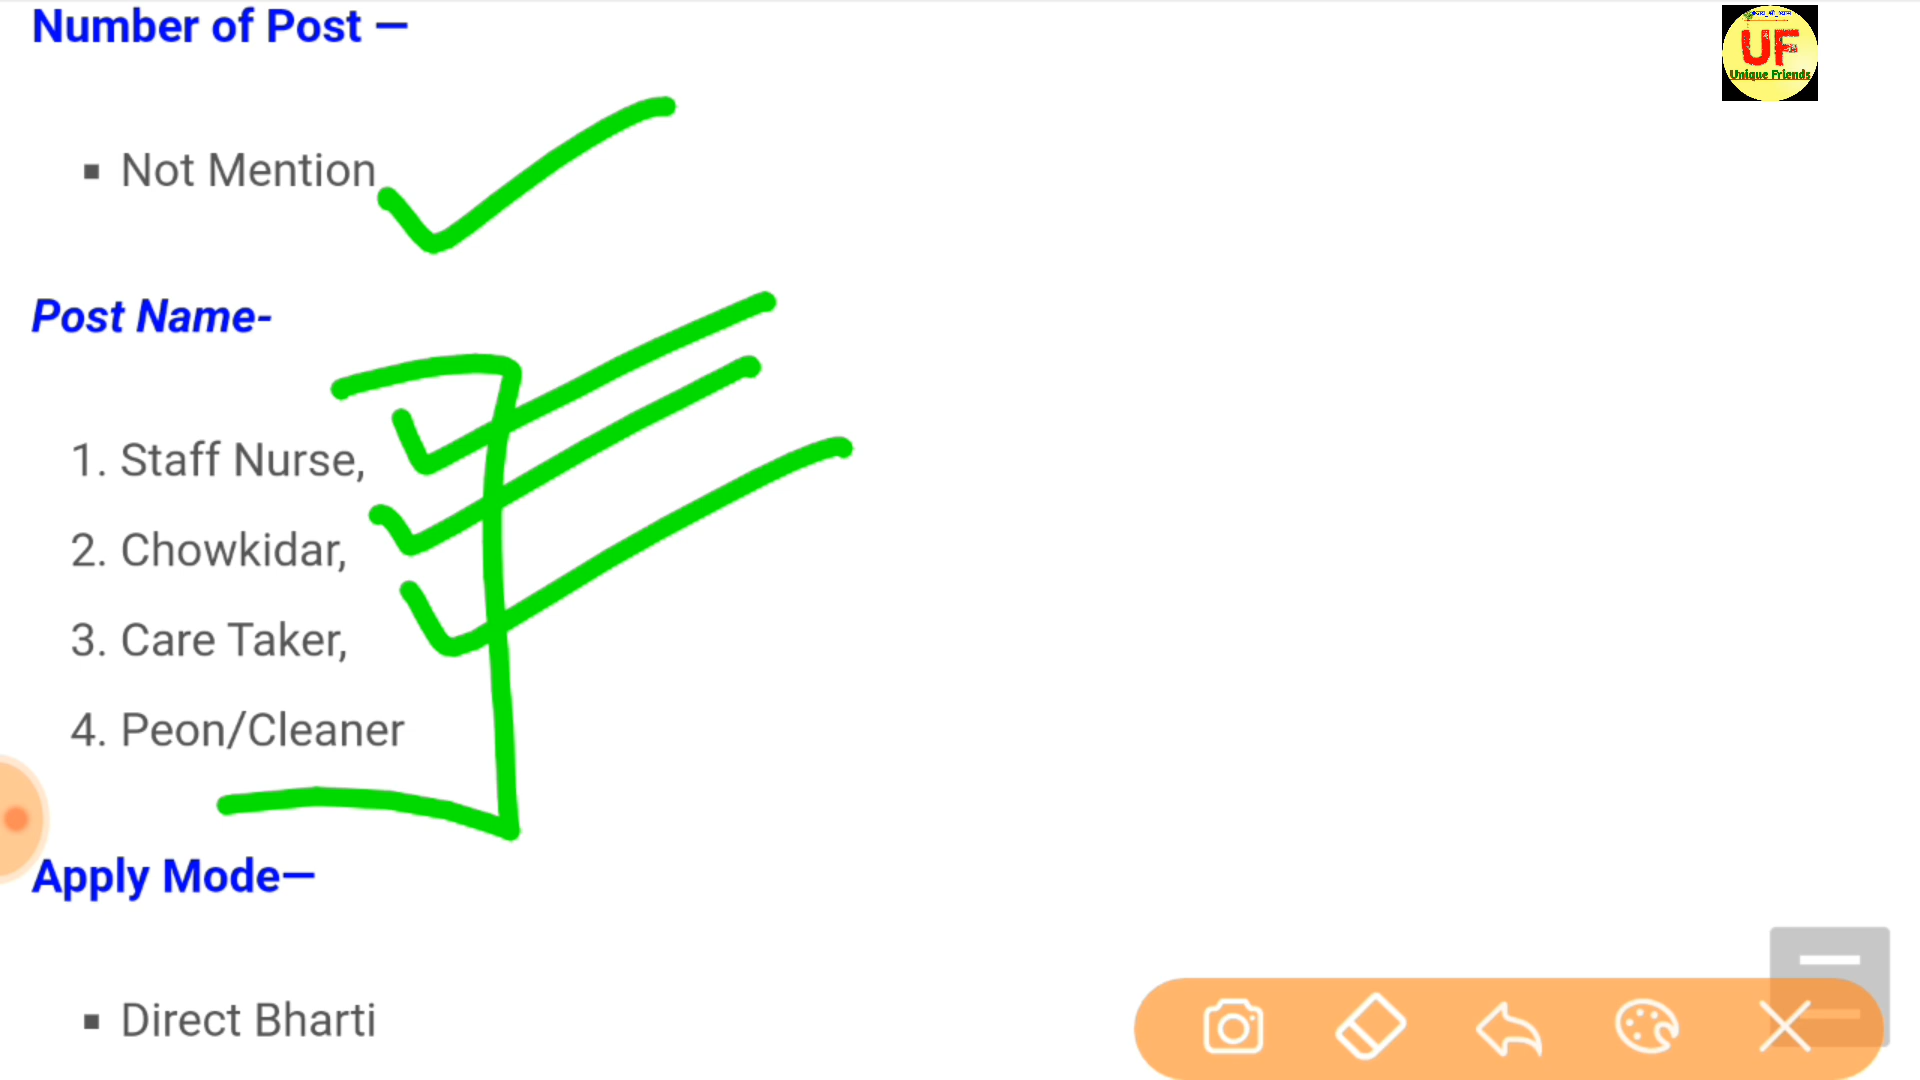 Number of Post —
UF
Unique Friends
▪ Not Mention
Post Name-
1. Staff Nurse,
2. Chowkidar,
3. Care Taker,
4. Peon/Cleaner
Apply Mode—
▪ Direct Bharti